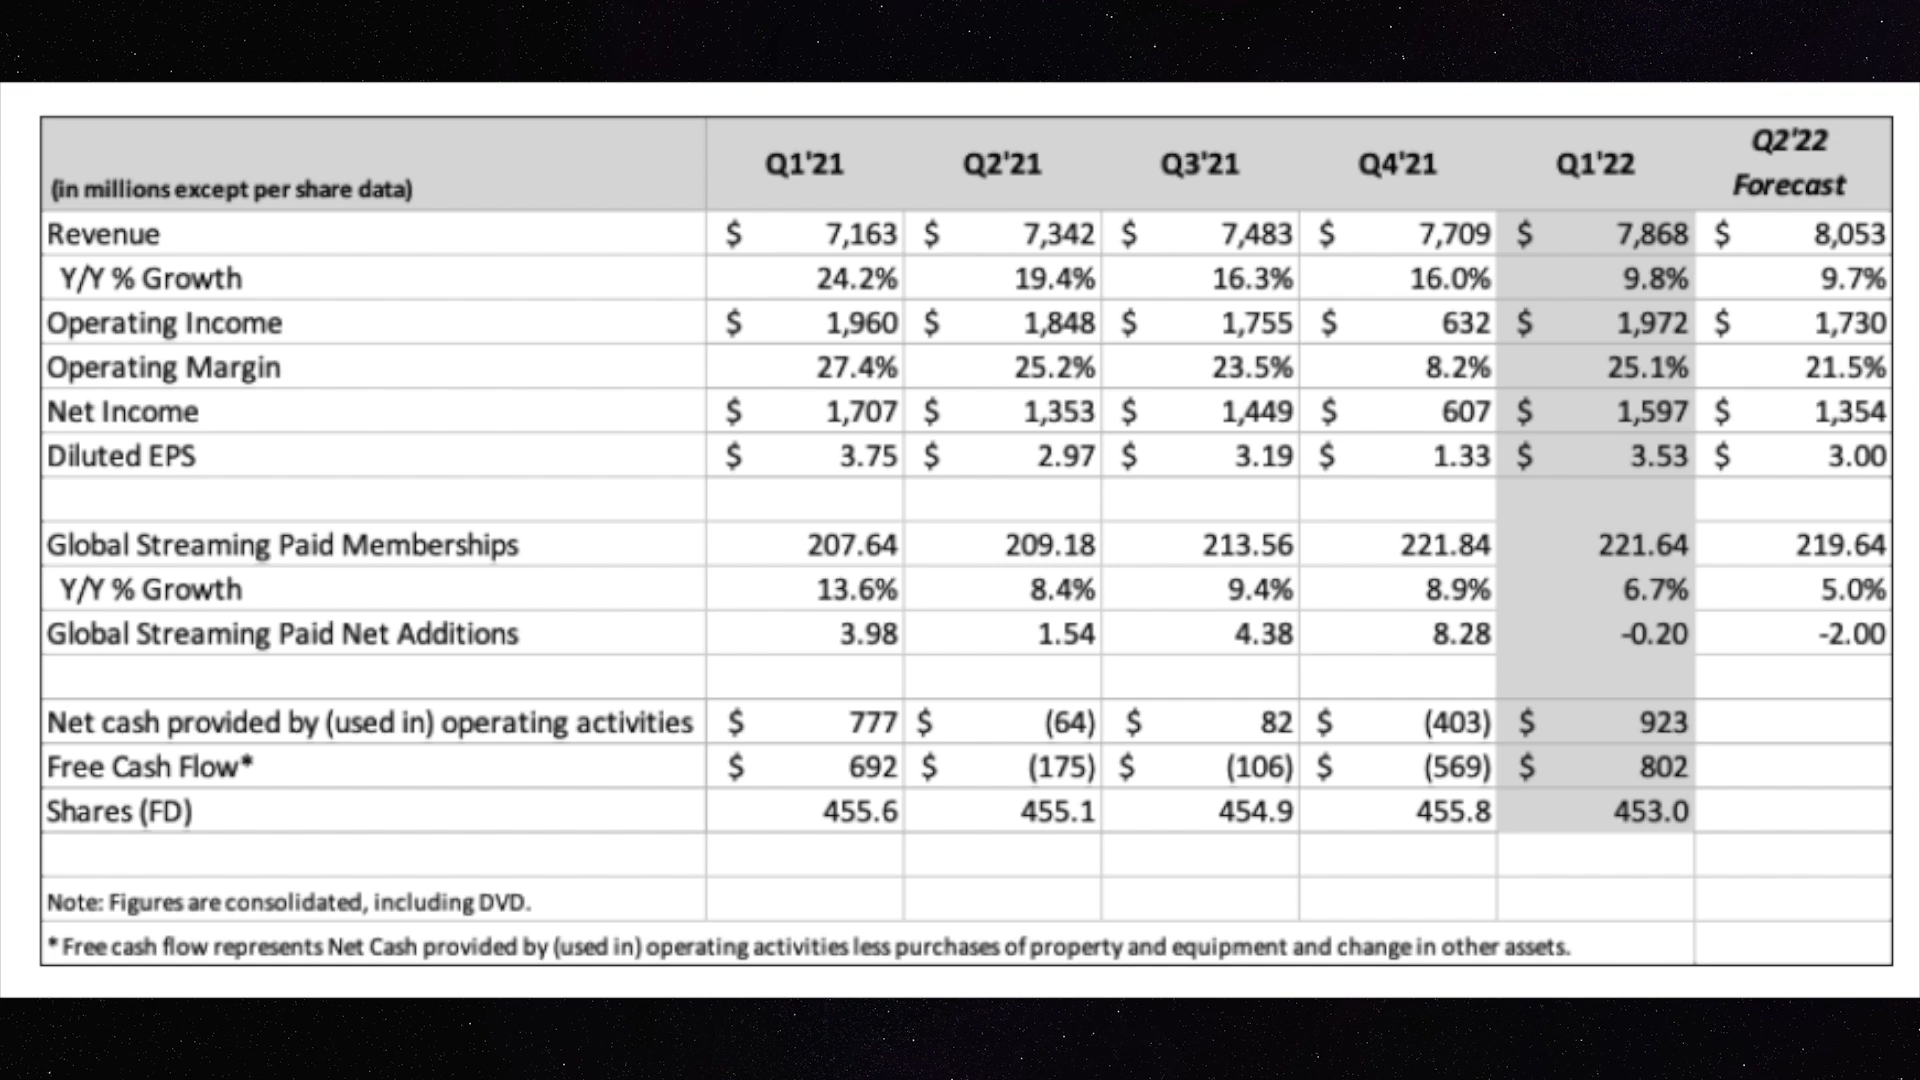 (in millions except per share data) Q1'21 Q2'21 Q3'21 Q4'21 Q1'22 Q2'22 Forecast
Revenue $ 7,163 $ 7,342 $ 7,483 $ 7,709 $ 7,868 $ 8,053
Y/Y % Growth 24.2% 19.4% 16.3% 16.0% 9.8% 9.7%
Operating Income $ 1,960 $ 1,848 $ 1,755 $ 632 $ 1,972 $ 1,730
Operating Margin 27.4% 25.2% 23.5% 8.2% 25.1% 21.5%
Net Income $ 1,707 $ 1,353 $ 1,449 $ 607 $ 1,597 $ 1,354
Diluted EPS $ 3.75 $ 2.97 $ 3.19 $ 1.33 $ 3.53 $ 3.00
Global Streaming Paid Memberships 207.64 209.18 213.56 221.84 221.64 219.64
Y/Y % Growth 13.6% 8.4% 9.4% 8.9% 6.7% 5.0%
Global Streaming Paid Net Additions 3.98 1.54 4.38 8.28 -0.20 -2.00
Net cash provided by (used in) operating activities $ 777 $ (64) $ 82 $ (403) $ 923
Free Cash Flow* $ 692 $ (175) $ (106) $ (569) $ 802
Shares (FD) 455.6 455.1 454.9 455.8 453.0
Note: Figures are consolidated, including DVD.
* Free cash flow represents Net Cash provided by (used in) operating activities less purchases of property and equipment and change in other assets.